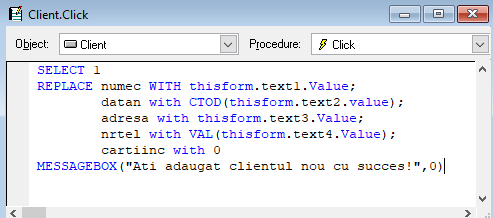 Client.Click
Object: Client Procedure: Click
SELECT 1
REPLACE numec WITH thisform.text1.Value;
datan with CTOD(thisform.text2.value);
adresa with thisform.text3.Value;
nrtel with VAL(thisform.text4.Value);
cartiinc with 0
MESSAGEBOX("Ati adaugat clientul nou cu succes!",0)